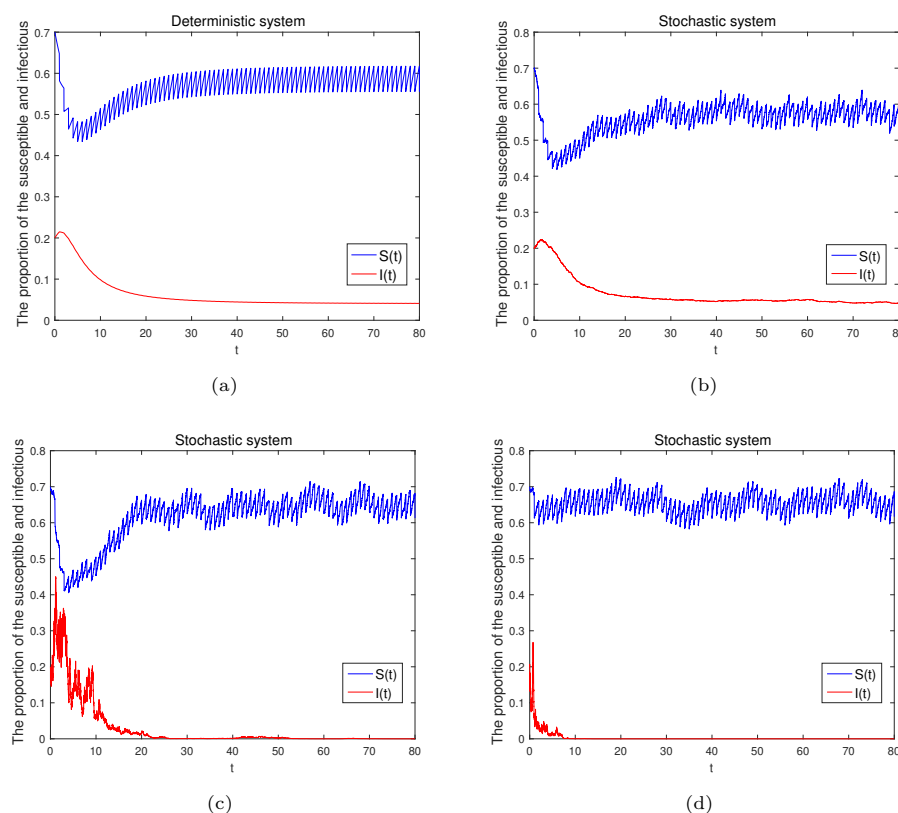 Deterministic system
The proportion of the susceptible and infectious
0.7
0.6
0.5
0.4
0.3
0.2
0.1
0
S(t)
I(t)
0 10 20 30 40 50 60 70 80
t
(a)
Stochastic system
The proportion of the susceptible and infectious
0.8
0.7
0.6
0.5
0.4
0.3
0.2
0.1
0
S(t)
I(t)
0 10 20 30 40 50 60 70 80
t
(b)
Stochastic system
The proportion of the susceptible and infectious
0.8
0.7
0.6
0.5
0.4
0.3
0.2
0.1
0
S(t)
I(t)
0 10 20 30 40 50 60 70 80
t
(c)
Stochastic system
The proportion of the susceptible and infectious
0.8
0.7
0.6
0.5
0.4
0.3
0.2
0.1
0
S(t)
I(t)
0 10 20 30 40 50 60 70 80
t
(d)